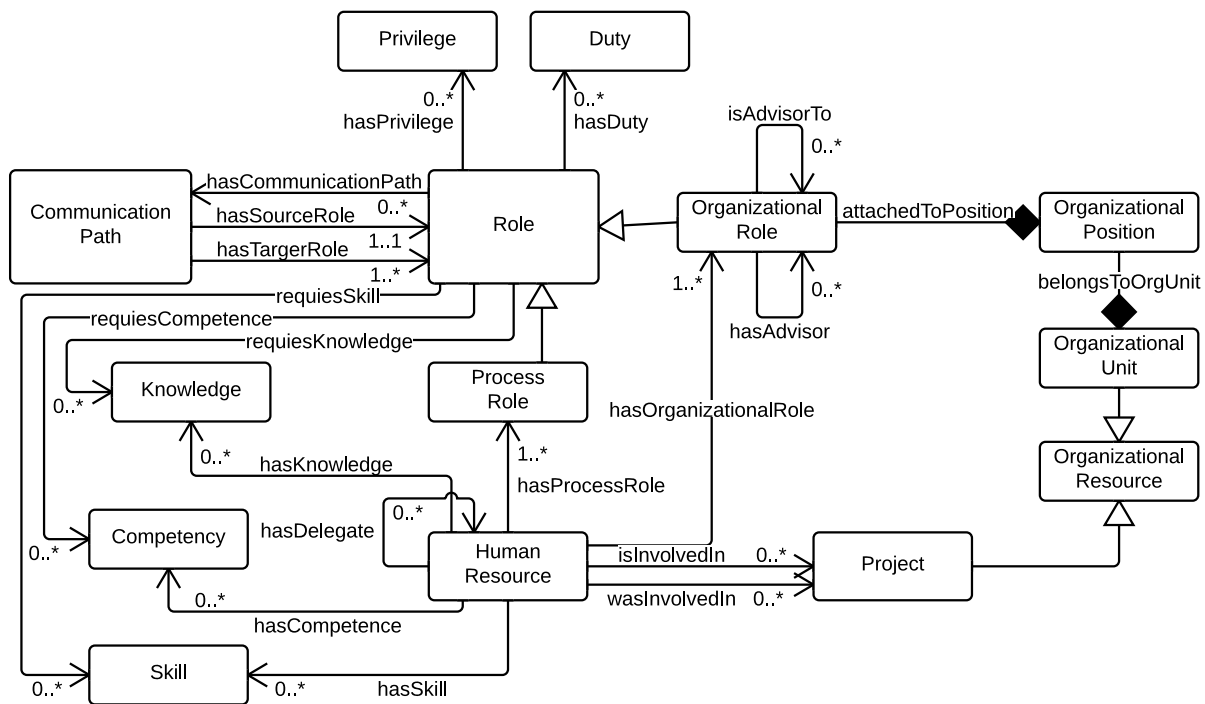 Privilege
Duty
0..*
hasPrivilege
0..*
hasDuty
isAdvisorTo
0..*
Communication
Path
hasCommunicationPath
0..*
hasSourceRole
1..1
hasTargerRole
1..*
Role
Organizational
Role
attachedToPosition
Organizational
Position
requiesSkill
requiesCompetence
requiesKnowledge
1..*
0..*
hasAdvisor
belongsToOrgUnit
Organizational
Unit
Knowledge
0..*
Process
Role
hasOrganizationalRole
0..*
hasKnowledge
1..*
hasProcessRole
Organizational
Resource
hasDelegate
0..*
Competency
0..*
Human
Resource
isInvolvedIn
0..*
wasInvolvedIn
0..*
Project
0..*
hasCompetence
Skill
0..*
0..*
hasSkill